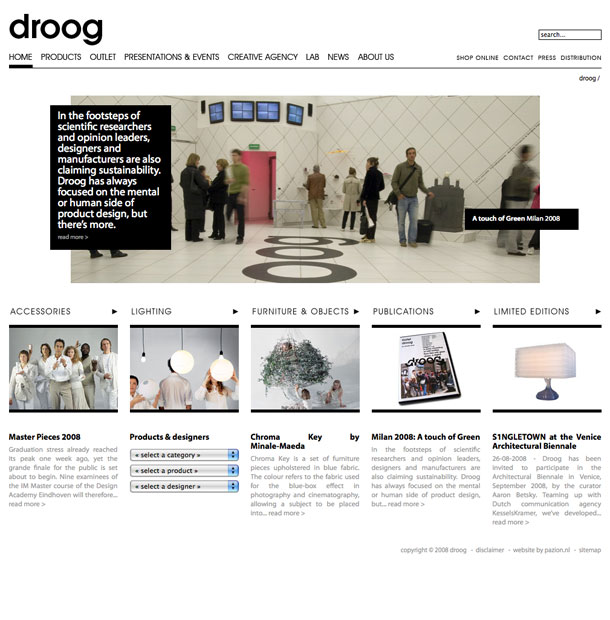 droog
search...
HOME PRODUCTS OUTLET PRESENTATIONS & EVENTS CREATIVE AGENCY LAB NEWS ABOUT US
SHOP ONLINE CONTACT PRESS DISTRIBUTION
droog /
In the footsteps of
scientific researchers
and opinion leaders,
designers and
manufacturers are also
claiming sustainability.
Droog has always
focused on the mental
or human side of
product design, but
there's more.
read more >
A touch of Green Milan 2008
ACCESSORIES
LIGHTING
FURNITURE & OBJECTS
PUBLICATIONS
LIMITED EDITIONS
droog
Master Pieces 2008
Graduation stress already reached
its peak one week ago, yet the
grande finale for the public is set
about to begin. Nine examinees of
the IM Master course of the Design
Academy Eindhoven will therefore...
read more >
Products & designers
« select a category »
« select a product »
« select a designer »
Chroma Key by
Minale-Maeda
Chroma Key is a set of furniture
pieces upholstered in blue fabric.
The colour refers to the fabric used
for the blue-box effect in
photography and cinematography,
allowing a subject to be placed
into... read more >
Milan 2008: A touch of Green
In the footsteps of scientific
researchers and opinion leaders,
designers and manufacturers are
also claiming sustainability. Droog
has always focused on the mental
or human side of product design,
but... read more >
S1NGLETOWN at the Venice
Architectural Biennale
26-08-2008 - Droog has been
invited to participate in the
Architectural Biennale in Venice,
September 2008, by the curator
Aaron Betsky. Teaming up with
Dutch communication agency
KesselsKramer, we've developed...
read more >
copyright © 2008 droog - disclaimer - website by pazion.nl - sitemap